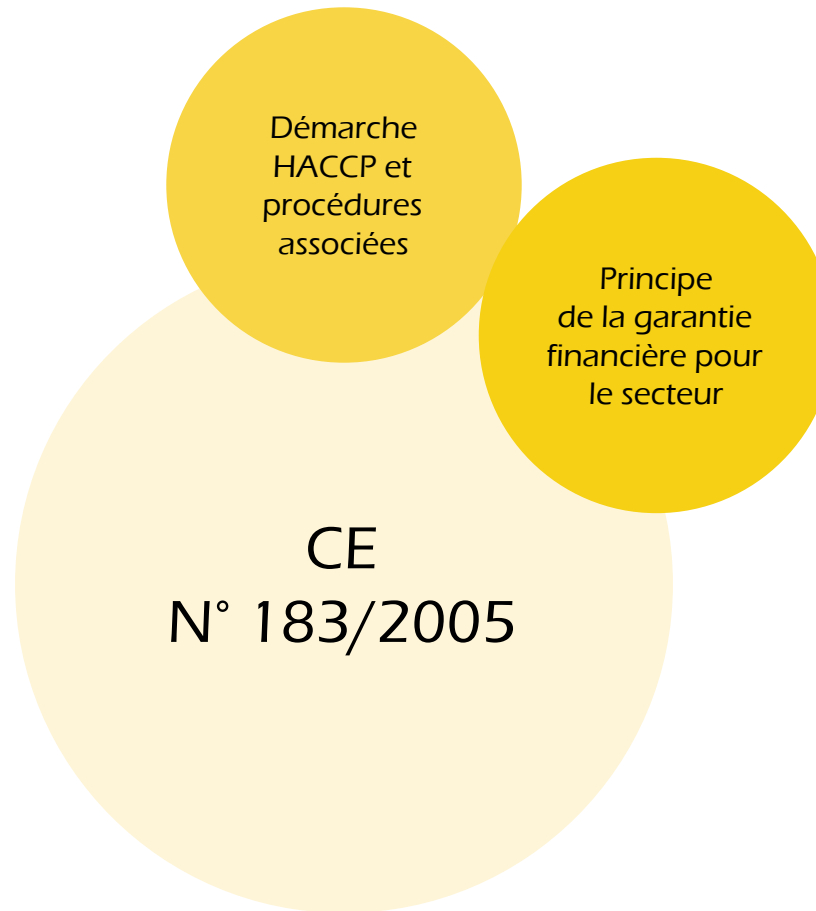 Démarche
HACCP et
procédures
associées
Principe
de la garantie
financière pour
le secteur
CE
N° 183/2005